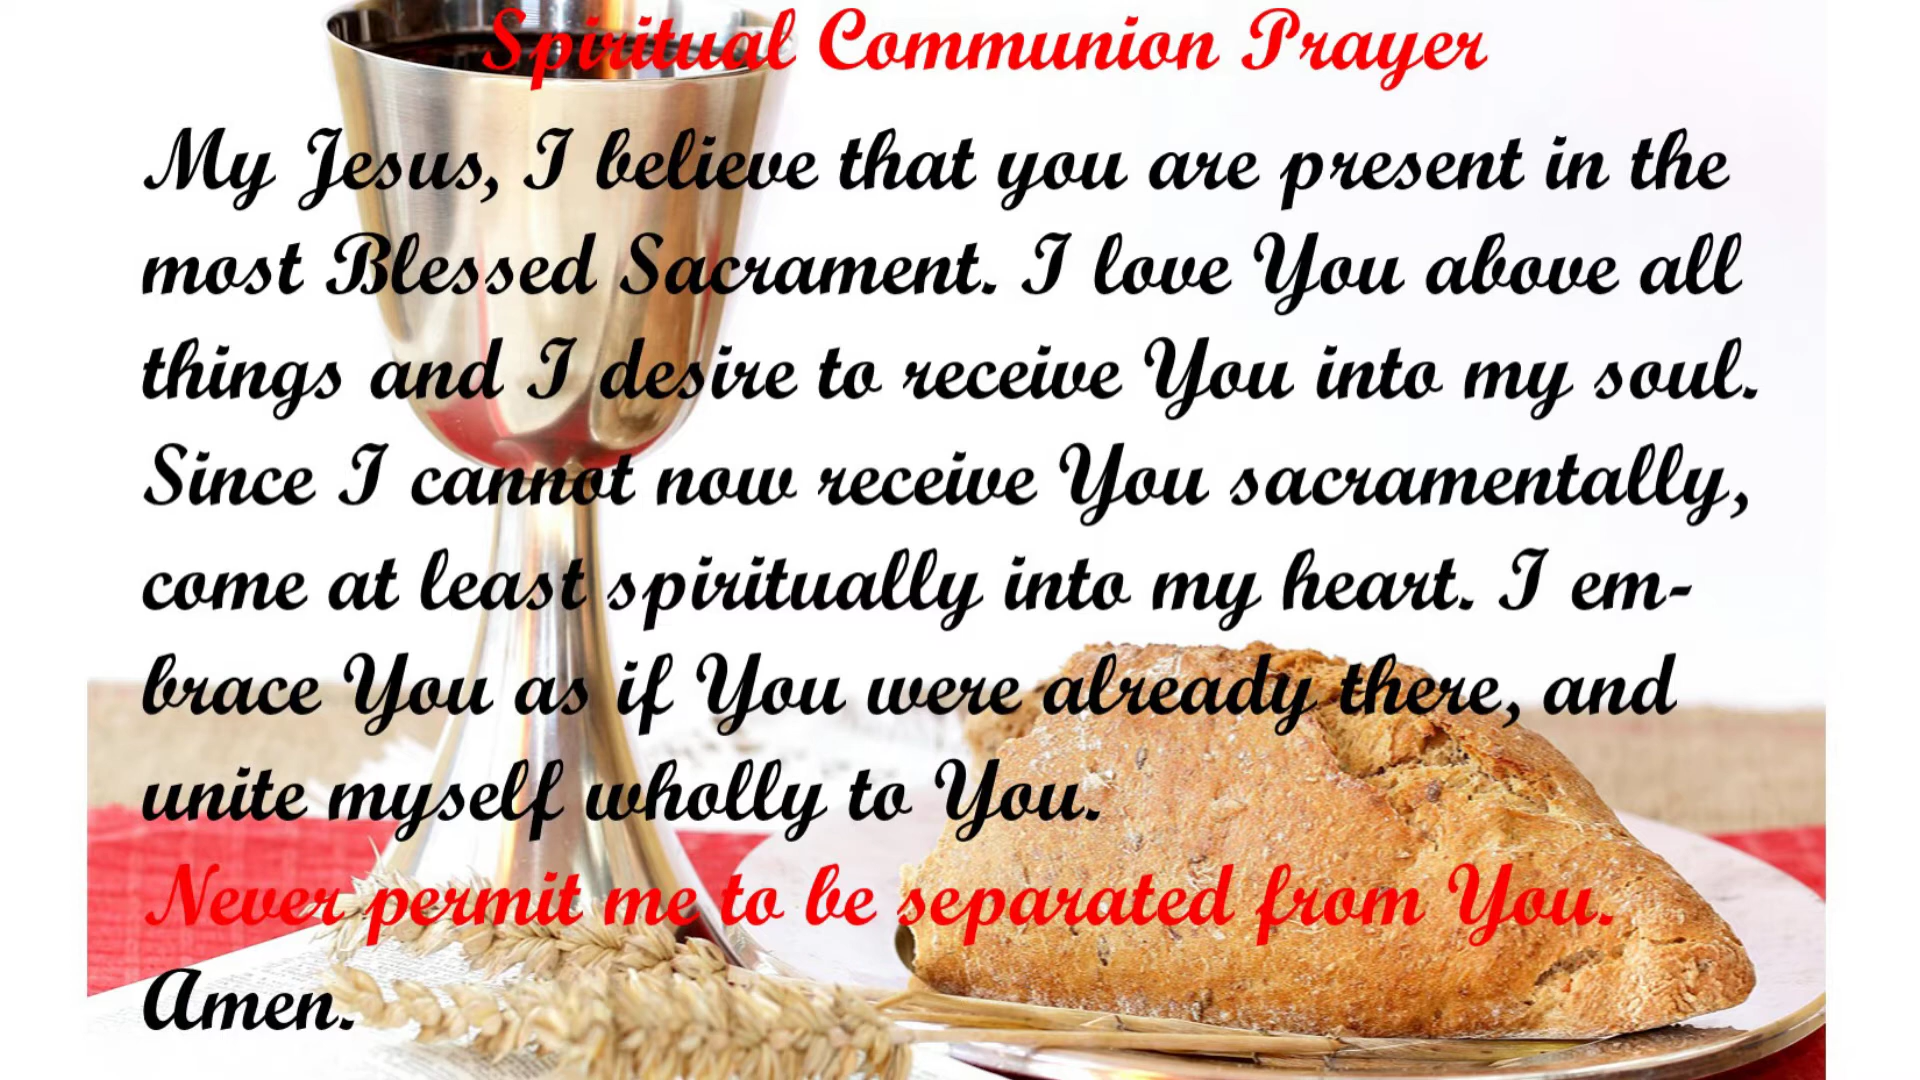 Spiritual Communion Prayer
My Jesus, I believe that you are present in the
most Blessed Sacrament. I love You above all
things and I desire to receive You into my soul.
Since I cannot now receive You sacramentally,
come at least spiritually into my heart. I em-
brace You as if You were already there, and
unite myself wholly to You.
Never permit me to be separated from You.
Amen.